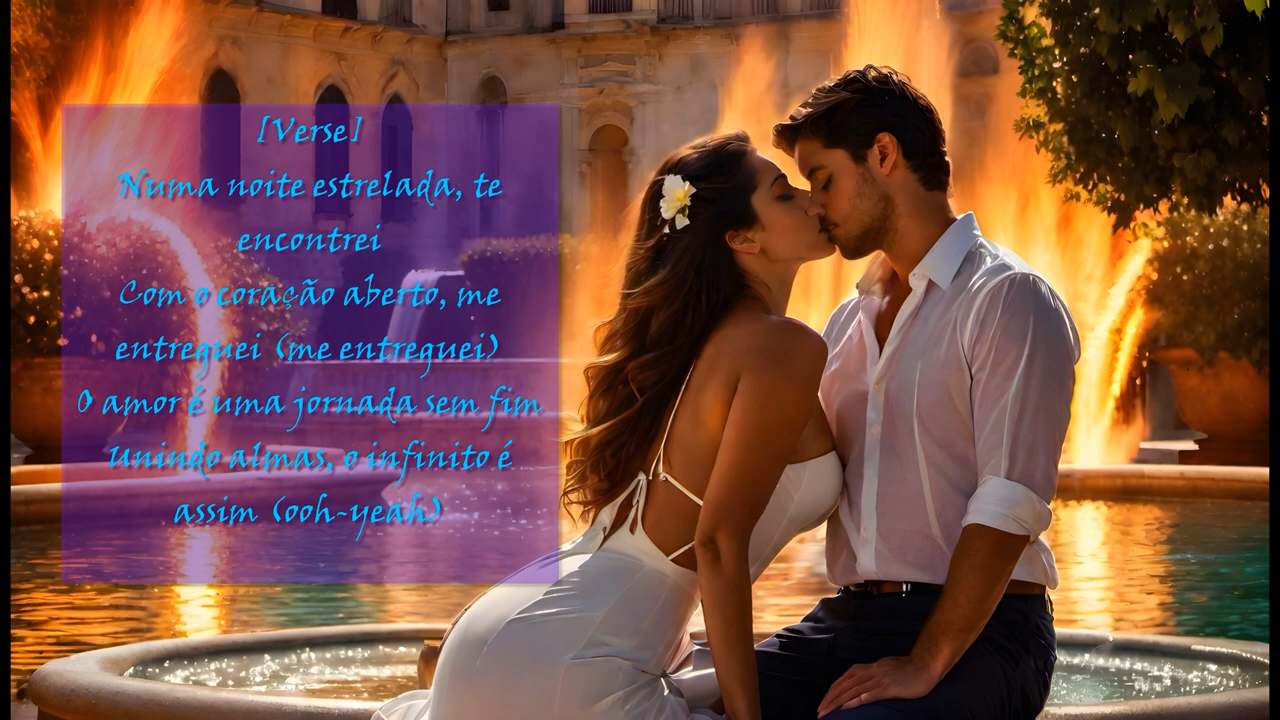 [Verse]
Numa noite estrelada, te
encontrei
Com o coração aberto, me
entreguei (me entreguei)
O amor é uma jornada sem fim
Unindo almas, o infinito é
assim (ooh-yeah)